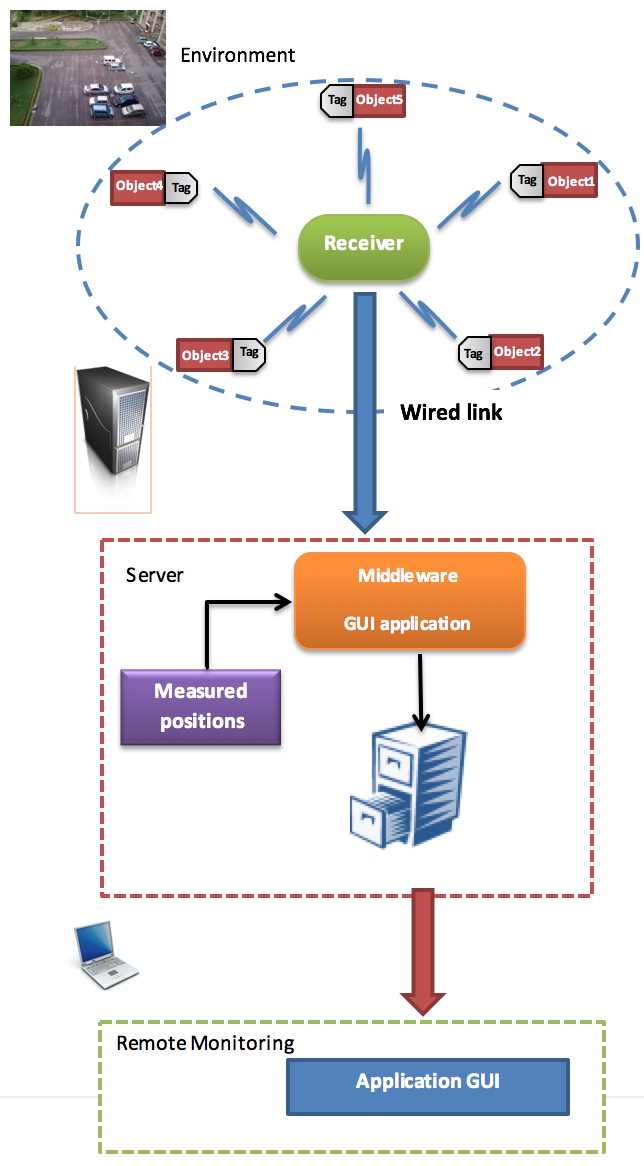 Environment
Tag Object5
Object4 Tag
Tag Object1
Receiver
Object3 Tag
Tag Object2
Wired link
Server
Middleware
GUI application
Measured
positions
Remote Monitoring
Application GUI